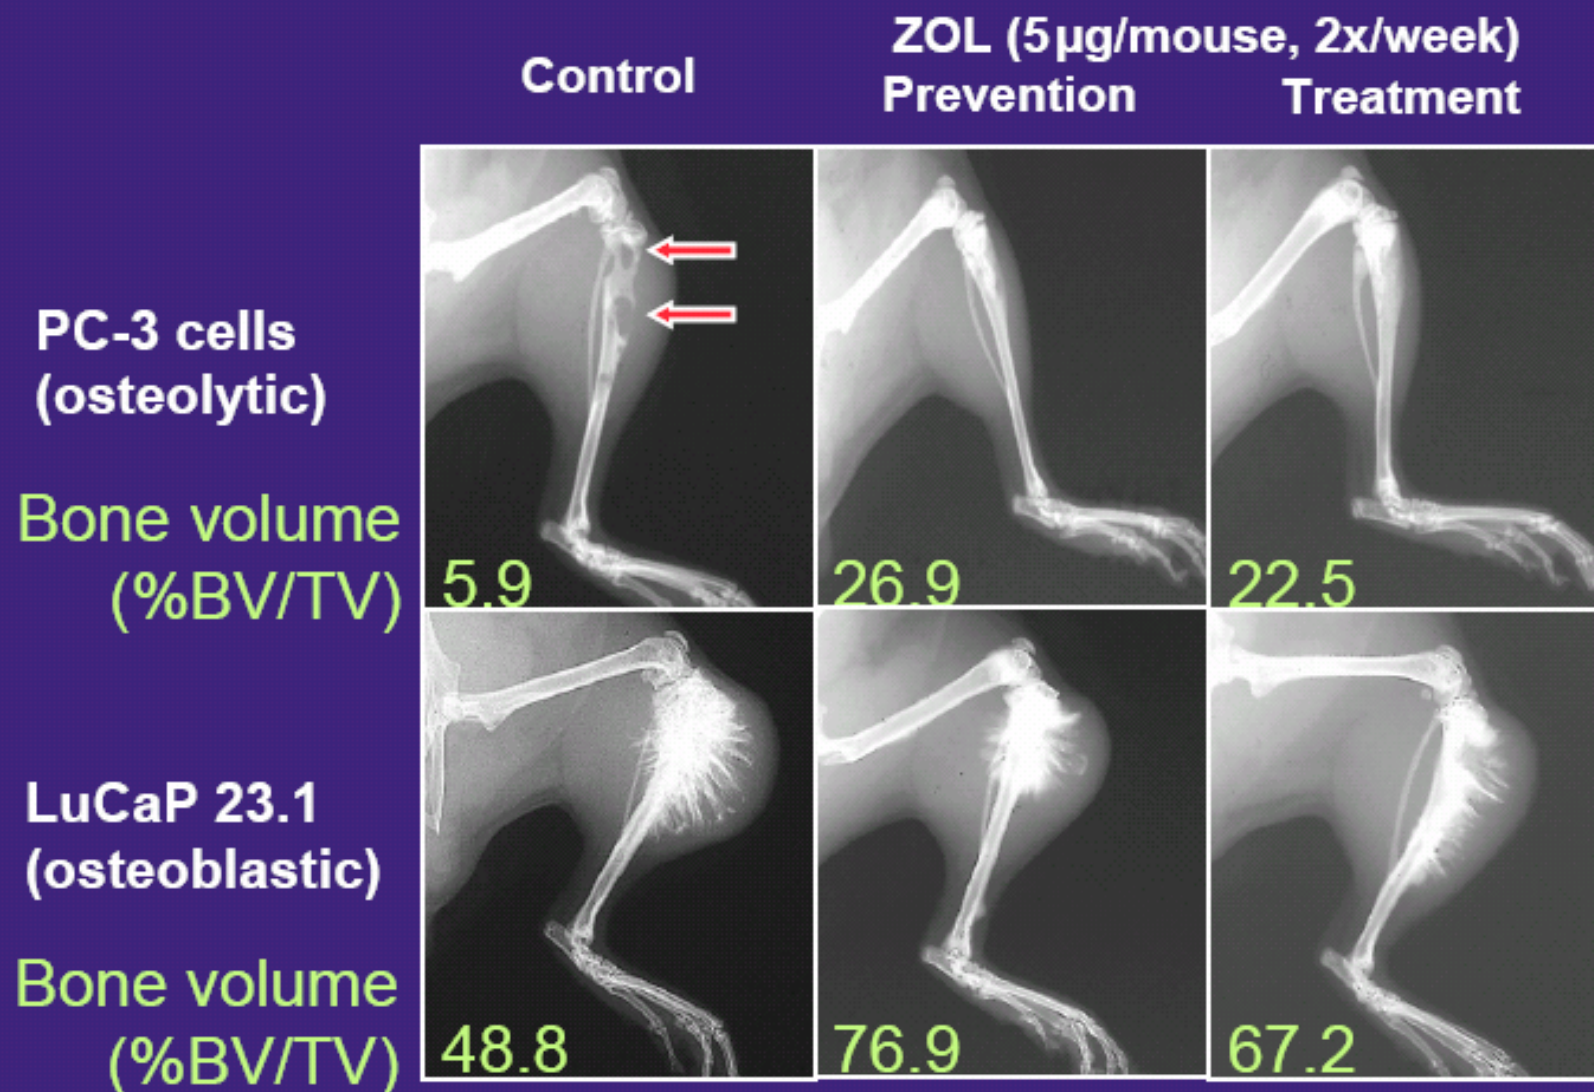 Control
ZOL (5µg/mouse, 2x/week)
Prevention
Treatment
PC-3 cells
(osteolytic)
Bone volume
(%BV/TV)
5.9
26.9
22.5
LuCaP 23.1
(osteoblastic)
Bone volume
(%BV/TV)
48.8
76.9
67.2